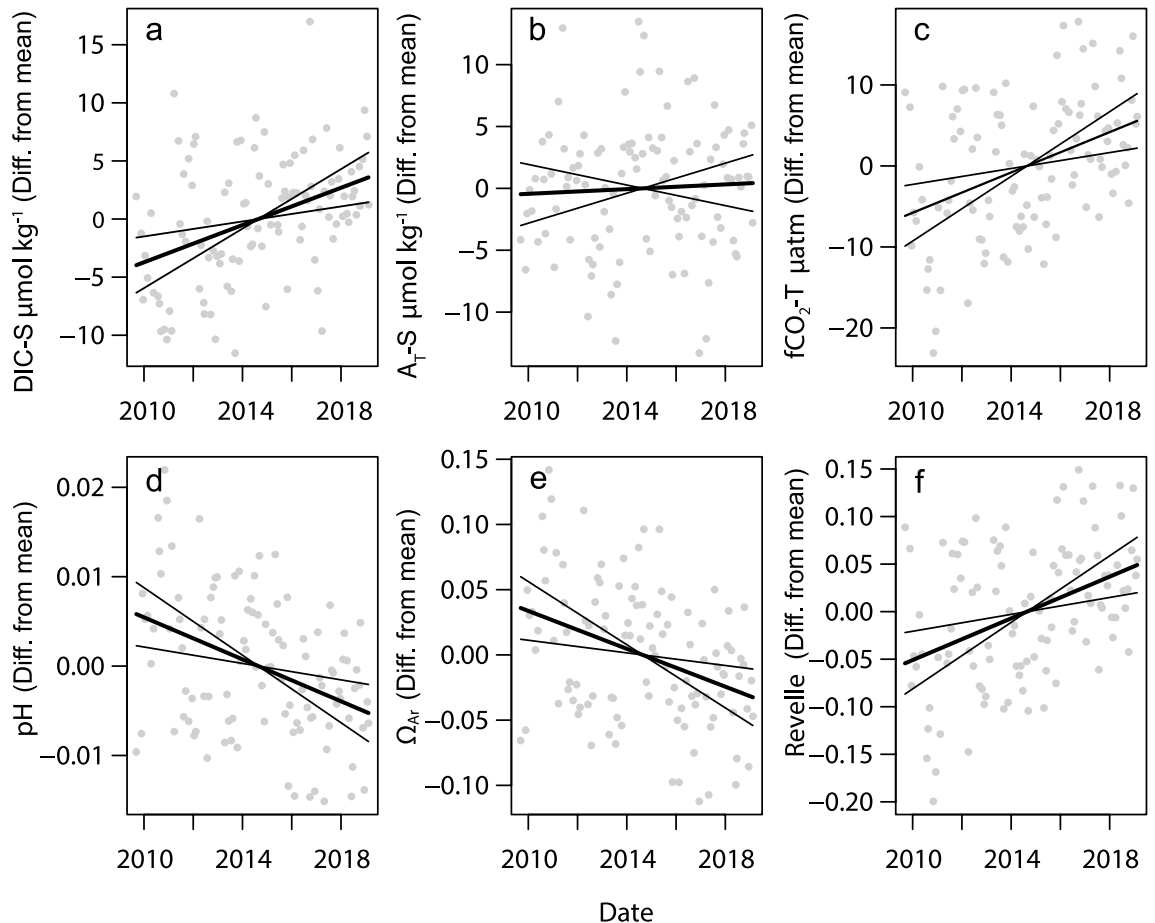 a
DIC-S µmol kg⁻¹ (Diff. from mean)
15
10
5
0
−5
−10
2010 2014 2018
b
A_T-S µmol kg⁻¹ (Diff. from mean)
10
5
0
−5
−10
2010 2014 2018
c
fCO₂-T µatm (Diff. from mean)
10
0
−10
−20
2010 2014 2018
d
pH (Diff. from mean)
0.02
0.01
0.00
−0.01
2010 2014 2018
e
Ω_Ar (Diff. from mean)
0.15
0.10
0.05
0.00
−0.05
−0.10
2010 2014 2018
f
Revelle (Diff. from mean)
0.15
0.10
0.05
0.00
−0.05
−0.10
−0.15
−0.20
2010 2014 2018
Date